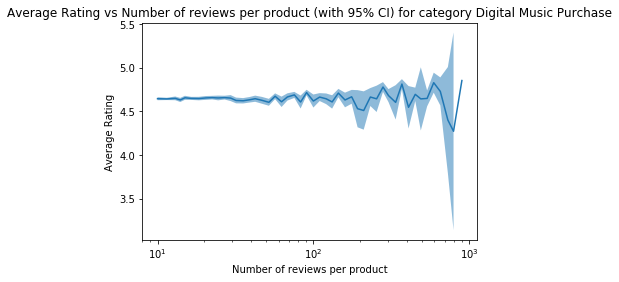 Average Rating vs Number of reviews per product (with 95% CI) for category Digital Music Purchase
5.5
5.0
4.5
4.0
3.5
Average Rating
10¹ 10² 10³
Number of reviews per product